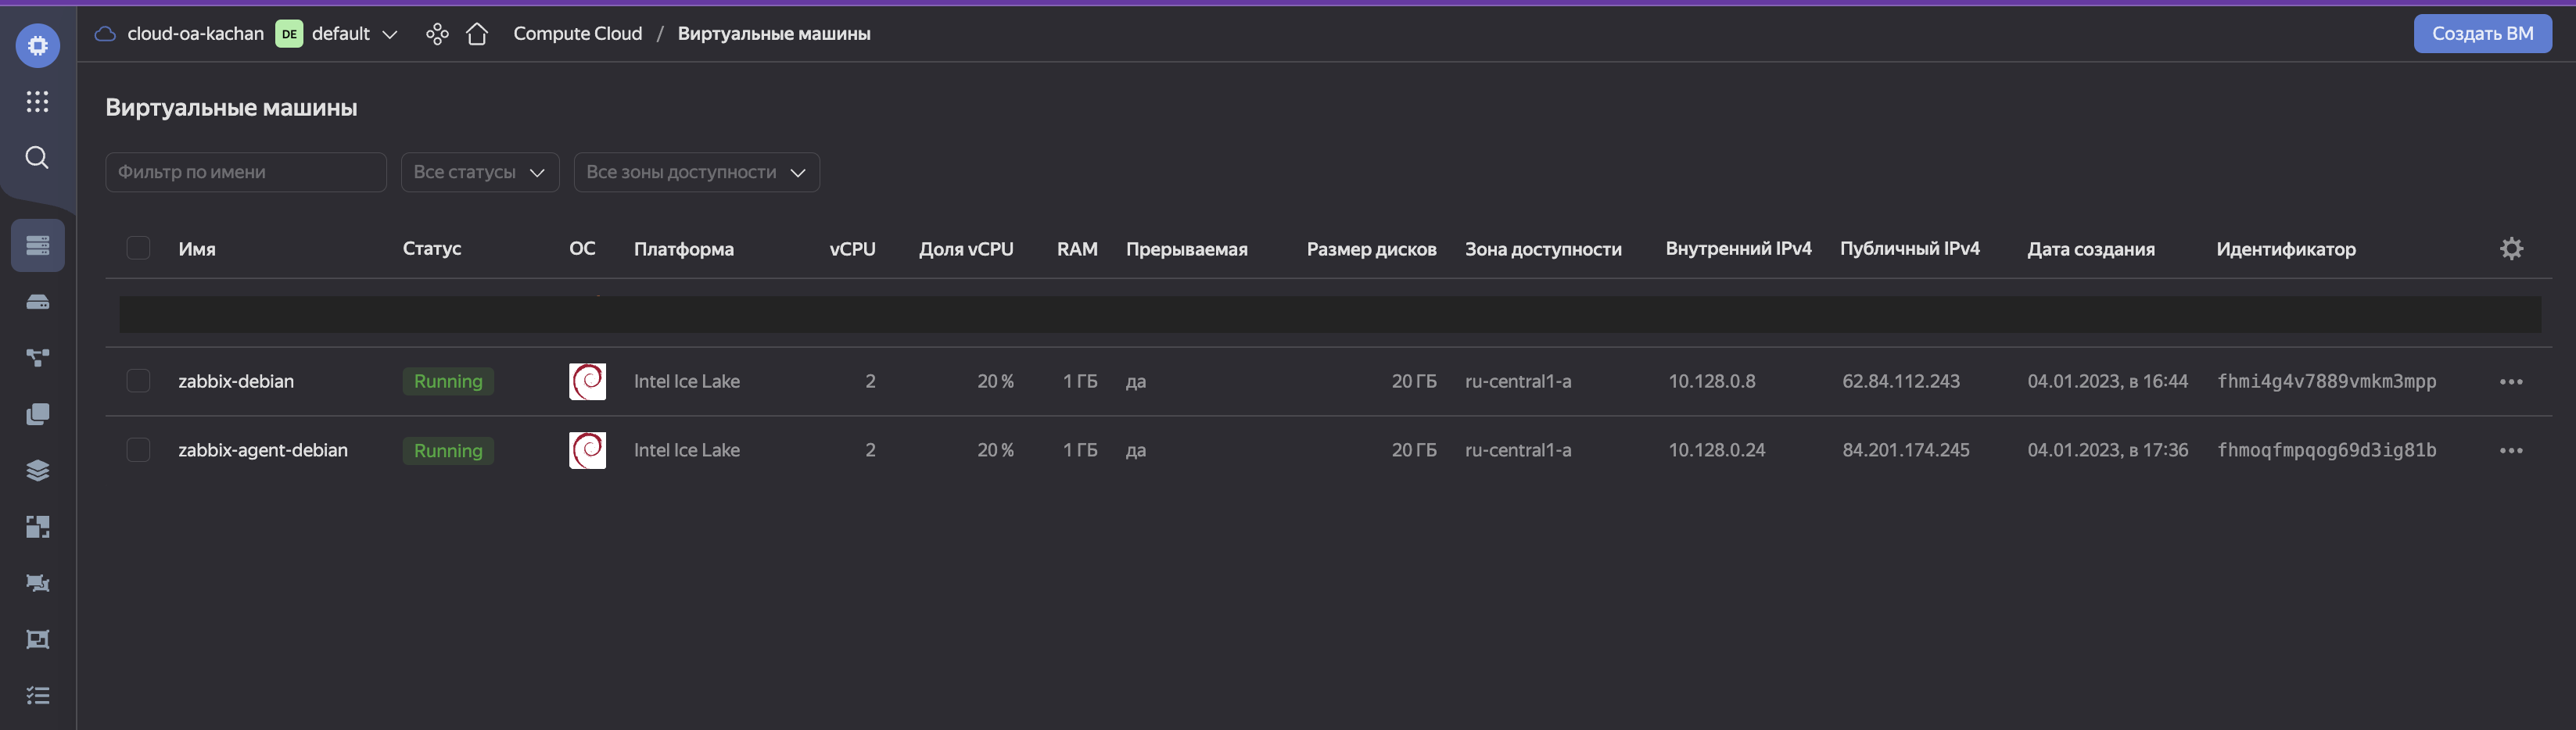 cloud-oa-kachan DE default Compute Cloud / Виртуальные машины Создать ВМ
Виртуальные машины
Фильтр по имени Все статусы Все зоны доступности
Имя Статус ОС Платформа vCPU Доля vCPU RAM Прерываемая Размер дисков Зона доступности Внутренний IPv4 Публичный IPv4 Дата создания Идентификатор
zabbix-debian Running Intel Ice Lake 2 20 % 1 ГБ да 20 ГБ ru-central1-a 10.128.0.8 62.84.112.243 04.01.2023, в 16:44 fhmi4g4v7889vmkm3mpp
zabbix-agent-debian Running Intel Ice Lake 2 20 % 1 ГБ да 20 ГБ ru-central1-a 10.128.0.24 84.201.174.245 04.01.2023, в 17:36 fhmoqfmpqog69d3ig81b